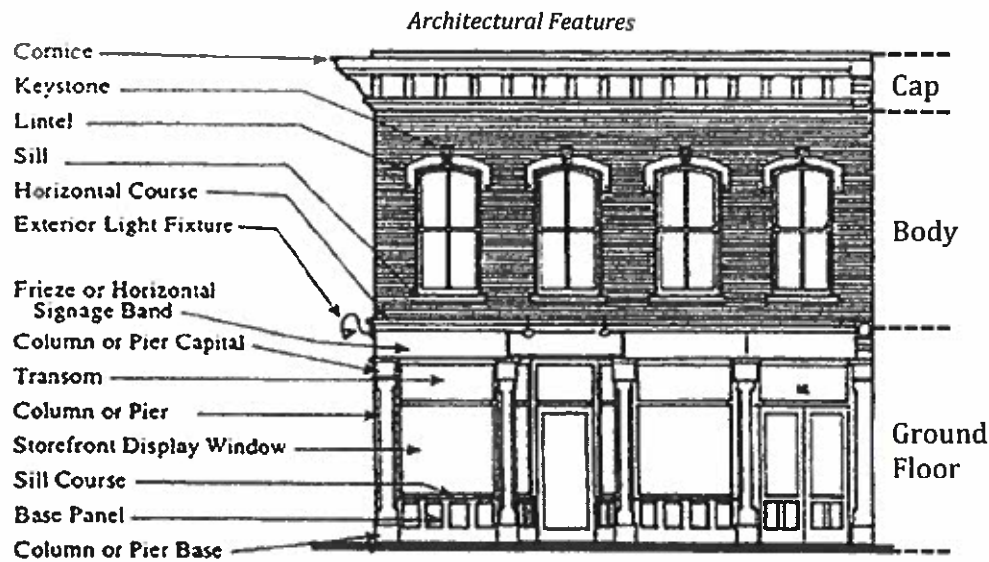 Architectural Features
Cornice
Keystone
Lintel
Sill
Horizontal Course
Exterior Light Fixture
Frieze or Horizontal
Signage Band
Column or Pier Capital
Transom
Column or Pier
Storefront Display Window
Sill Course
Base Panel
Column or Pier Base
Cap
Body
Ground
Floor